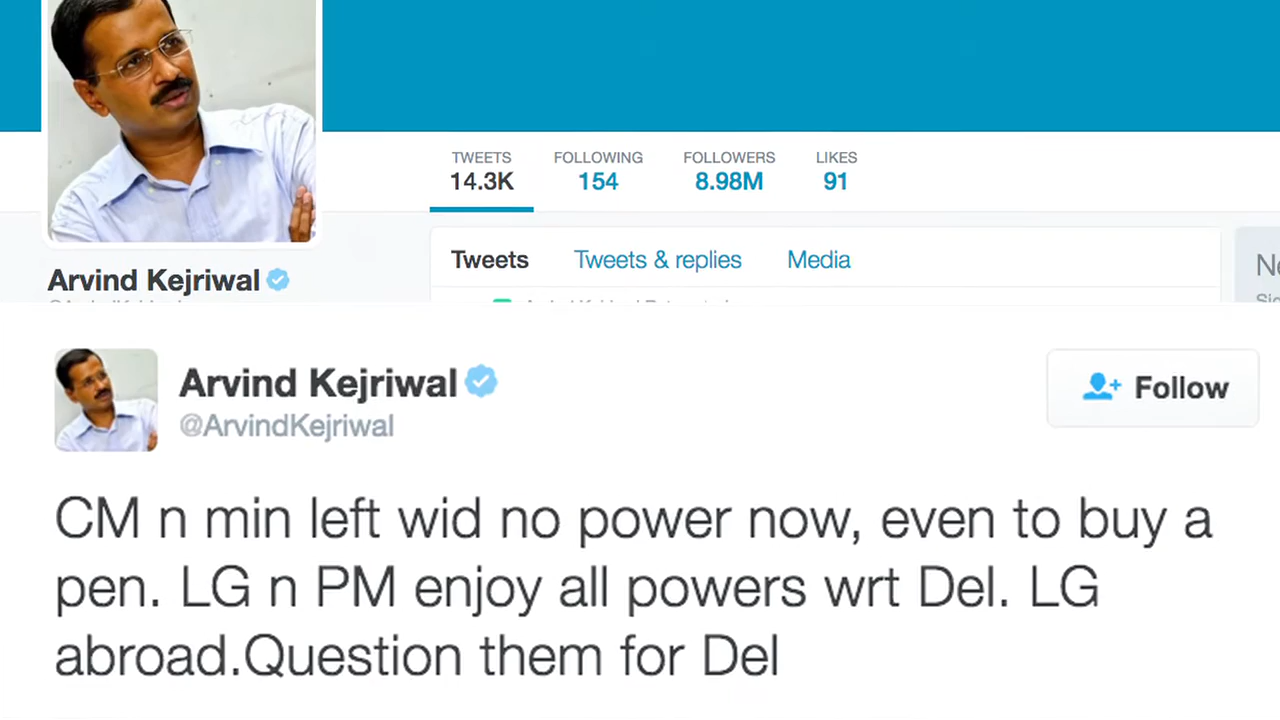 TWEETS FOLLOWING FOLLOWERS LIKES
14.3K 154 8.98M 91
Tweets Tweets & replies Media
Arvind Kejriwal
Arvind Kejriwal
@ArvindKejriwal
Follow
CM n min left wid no power now, even to buy a
pen. LG n PM enjoy all powers wrt Del. LG
abroad.Question them for Del